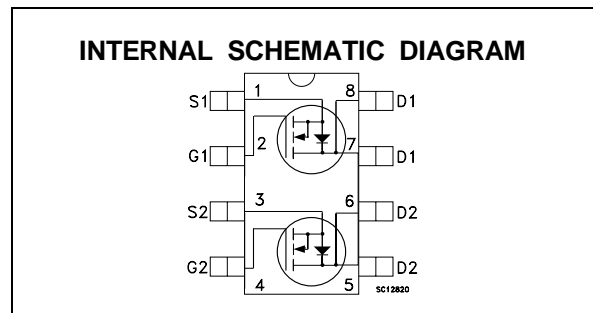 INTERNAL SCHEMATIC DIAGRAM
S1 1 8 D1
G1 2 7 D1
S2 3 6 D2
G2 4 5 D2
SC12820